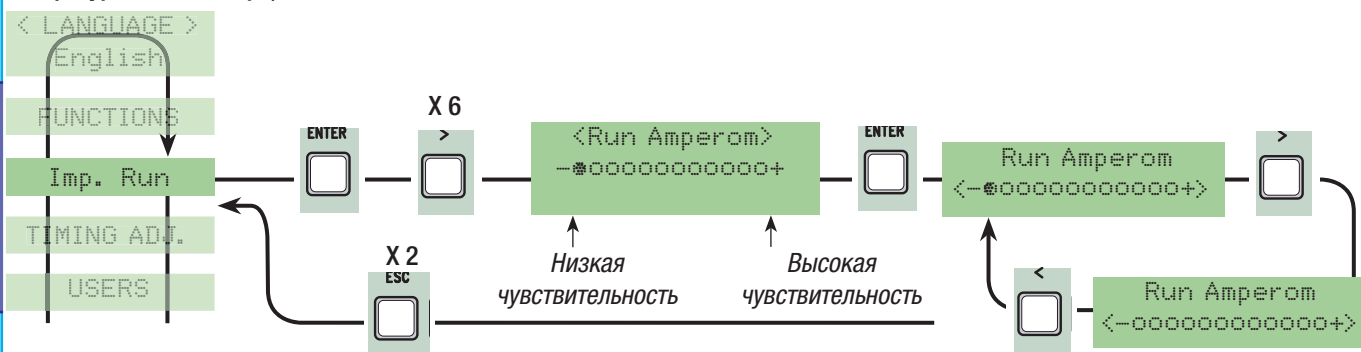 < LANGUAGE >
English
FUNCTIONS
Imp. Run
TIMING ADJ.
USERS
ENTER
X 6
>
<Run Amperom>
-●oooooooooooo+
Низкая
чувствительность
Высокая
чувствительность
ENTER
Run Amperom
<-●ooooooooooo+>
>
Run Amperom
<-oooooooooooo+>
<
X 2
ESC